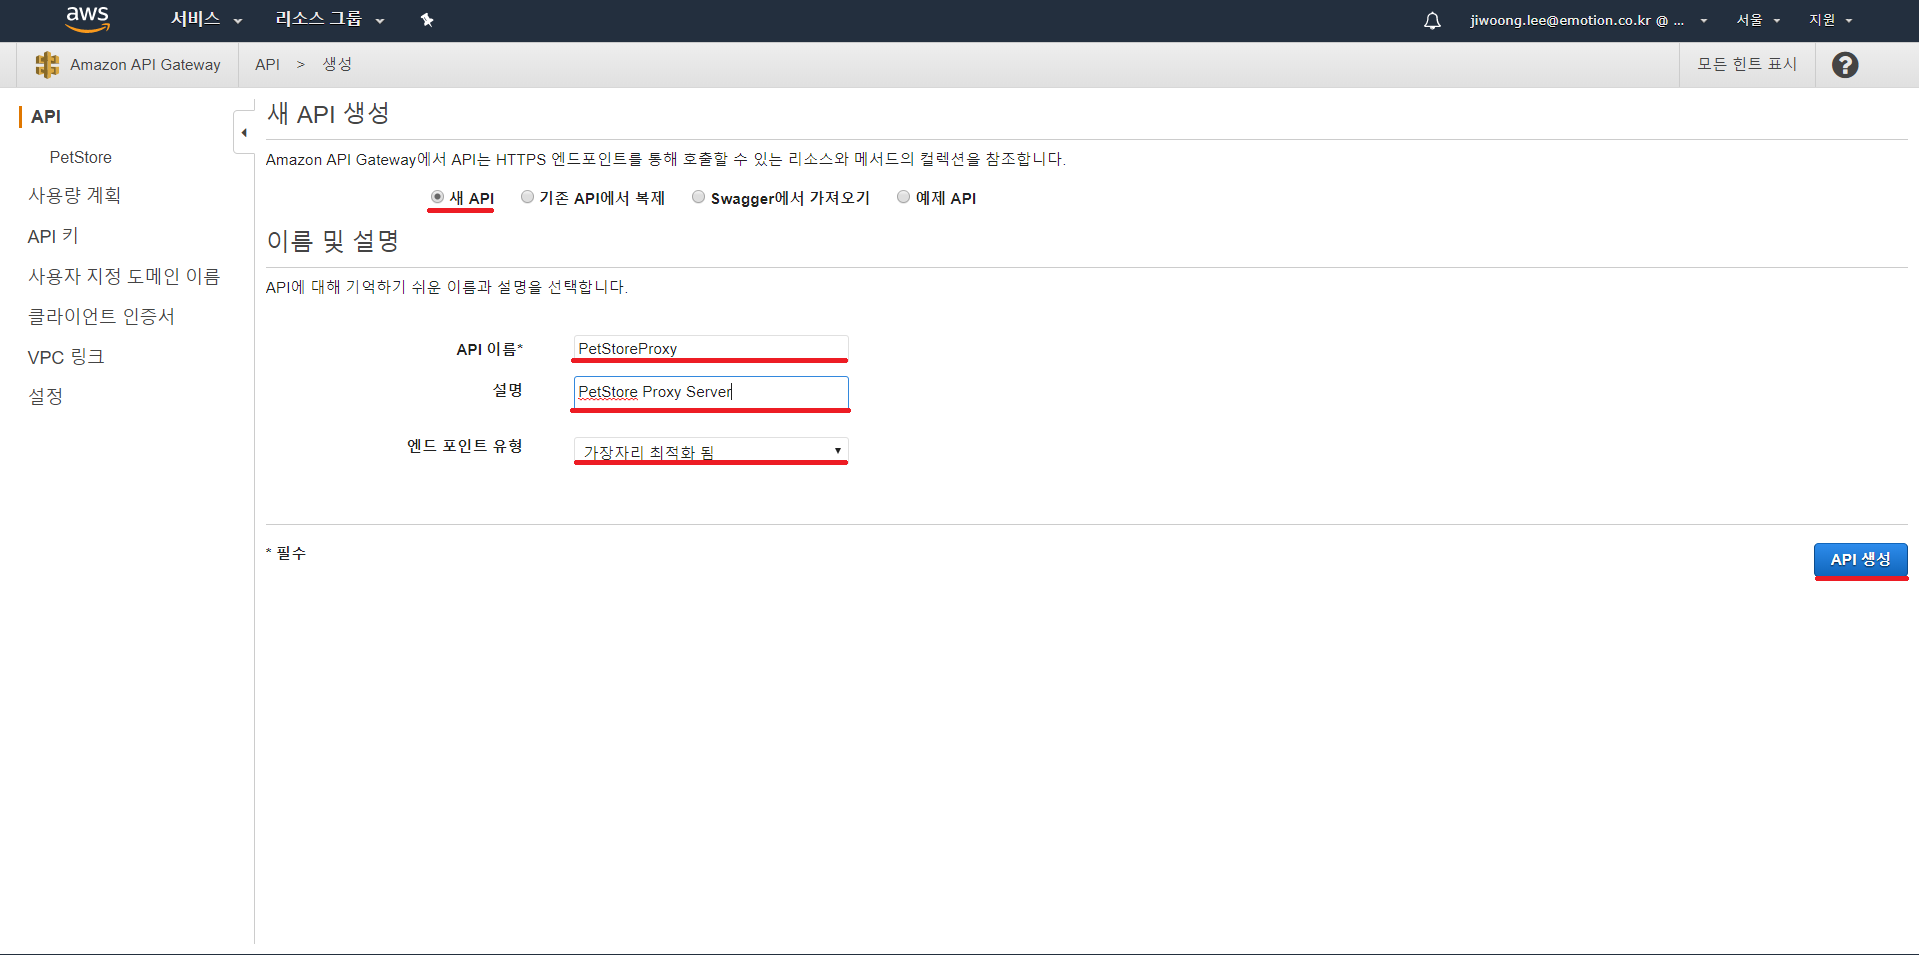 aws 서비스 리소스 그룹 jiwoong.lee@emotion.co.kr @ ... 서울 지원
Amazon API Gateway API > 생성 모든 힌트 표시 ?
API
PetStore
사용량 계획
API 키
사용자 지정 도메인 이름
클라이언트 인증서
VPC 링크
설정
새 API 생성
Amazon API Gateway에서 API는 HTTPS 엔드포인트를 통해 호출할 수 있는 리소스와 메서드의 컬렉션을 참조합니다.
새 API 기존 API에서 복제 Swagger에서 가져오기 예제 API
이름 및 설명
API에 대해 기억하기 쉬운 이름과 설명을 선택합니다.
API 이름* PetStoreProxy
설명 PetStore Proxy Server
엔드 포인트 유형 가장자리 최적화 됨
* 필수 API 생성